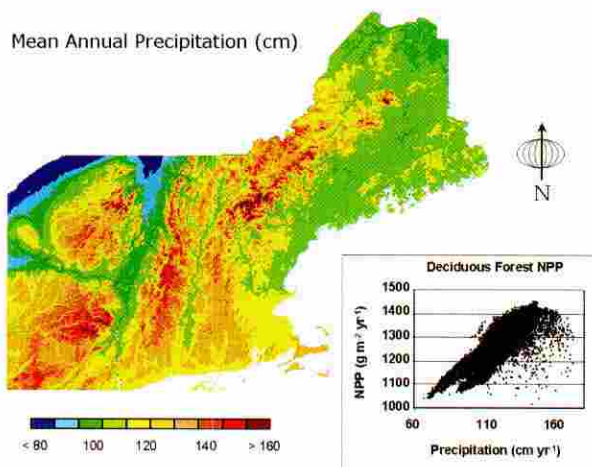 Mean Annual Precipitation (cm)
N
< 80 100 120 140 > 160
Deciduous Forest NPP
NPP (g m⁻² yr⁻¹)
1500
1400
1300
1200
1100
1000
60 110 160
Precipitation (cm yr⁻¹)